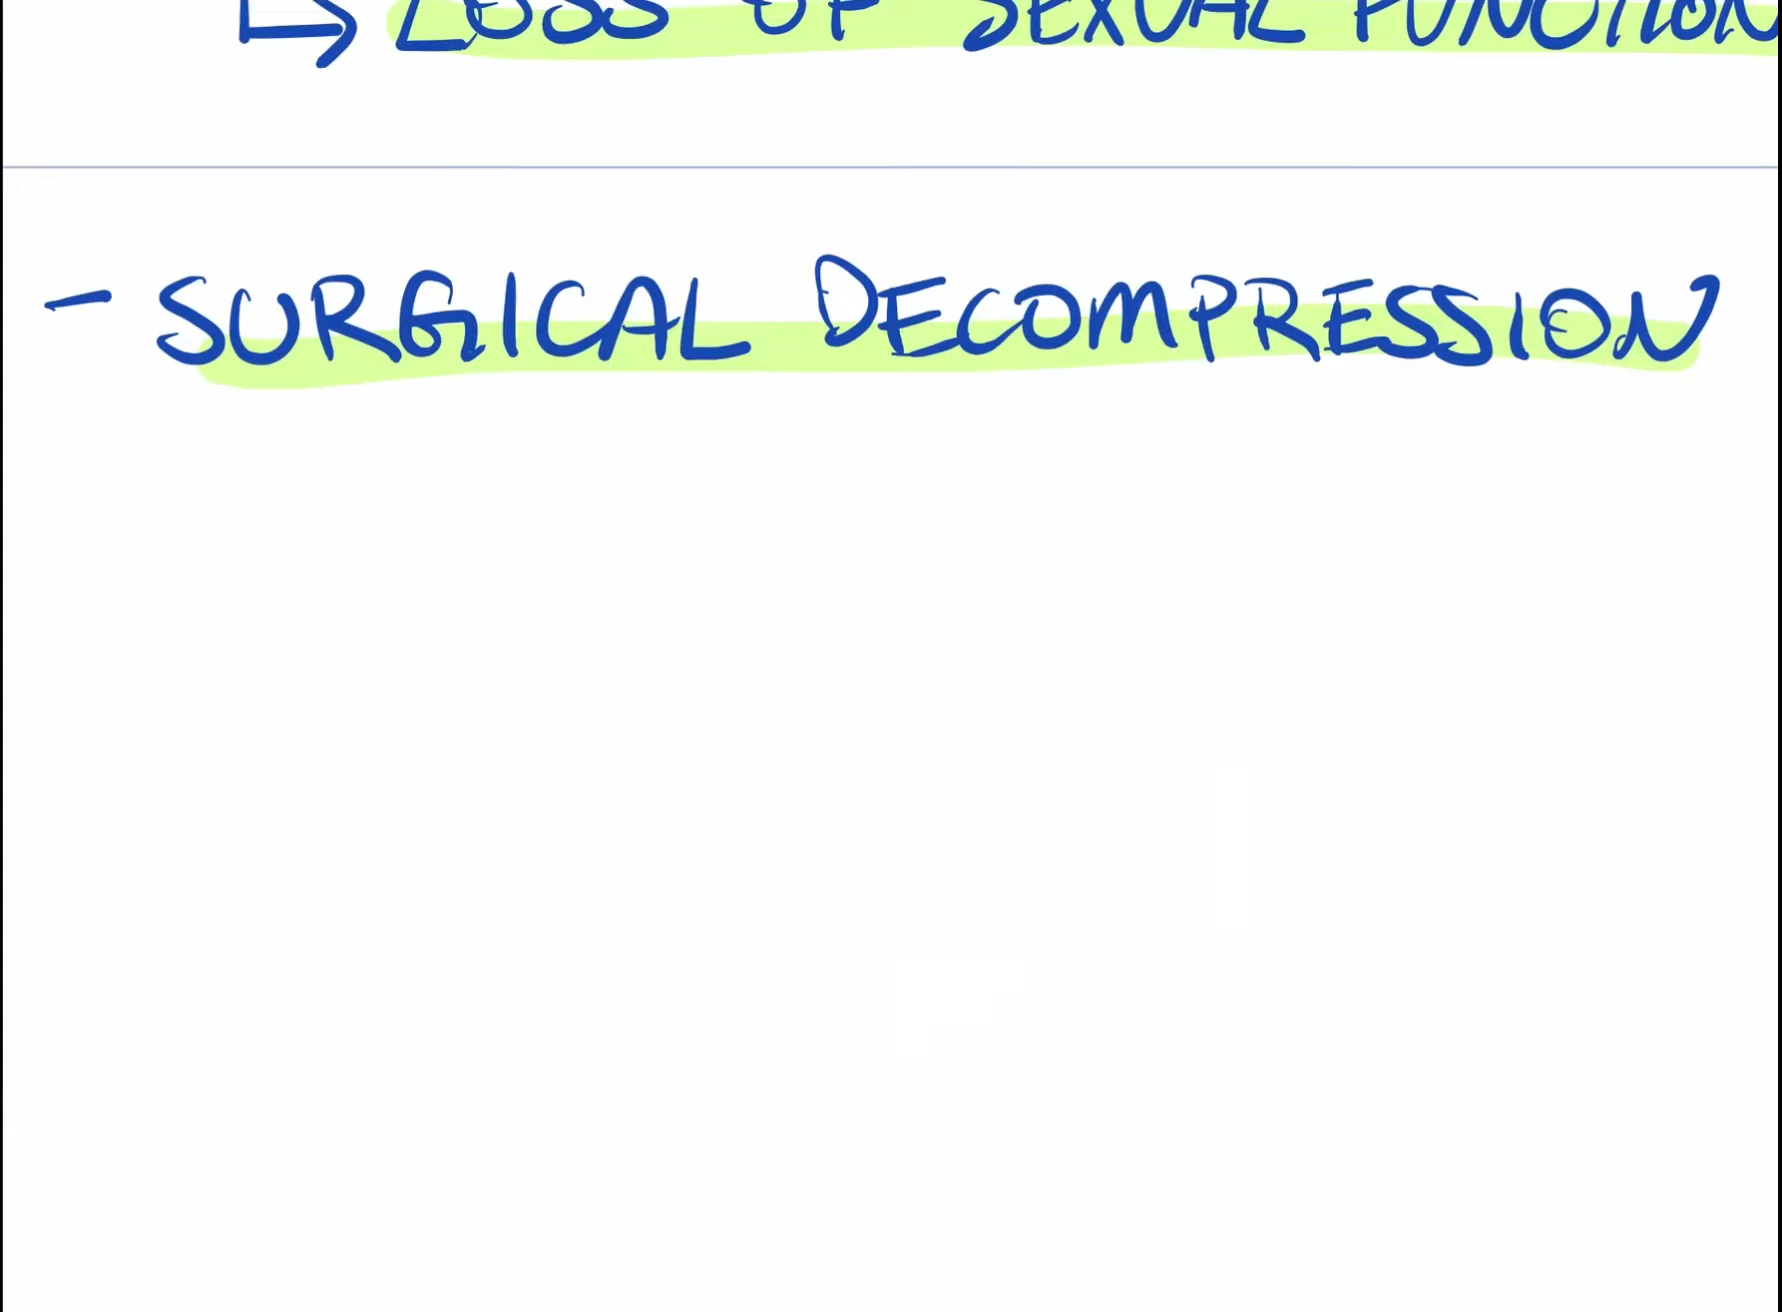 ↳ LOSS OF SEXUAL FUNCTION
- SURGICAL DECOMPRESSION